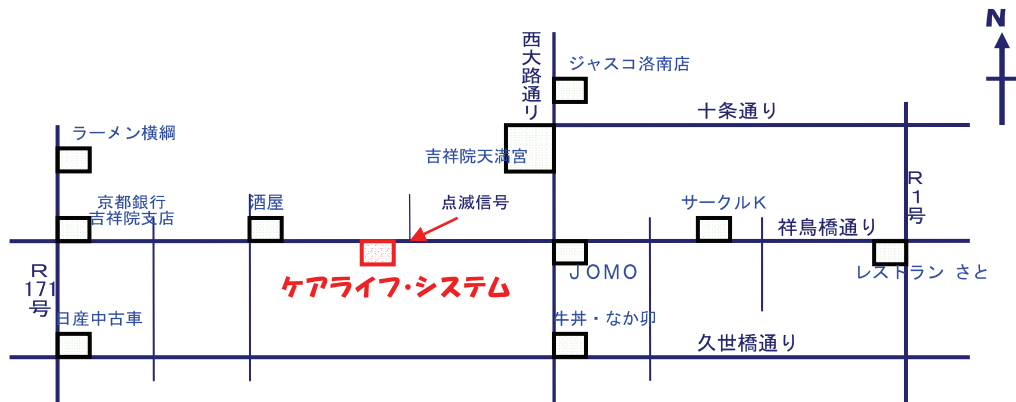 N
西大路通り
ジャスコ洛南店
十条通り
ラーメン横綱
吉祥院天満宮
R1号
京都銀行
吉祥院支店
酒屋
点滅信号
サークルK
祥鳥橋通り
R171号
ケアライフ・システム
JOMO
レストラン さと
日産中古車
牛丼・なか卯
久世橋通り